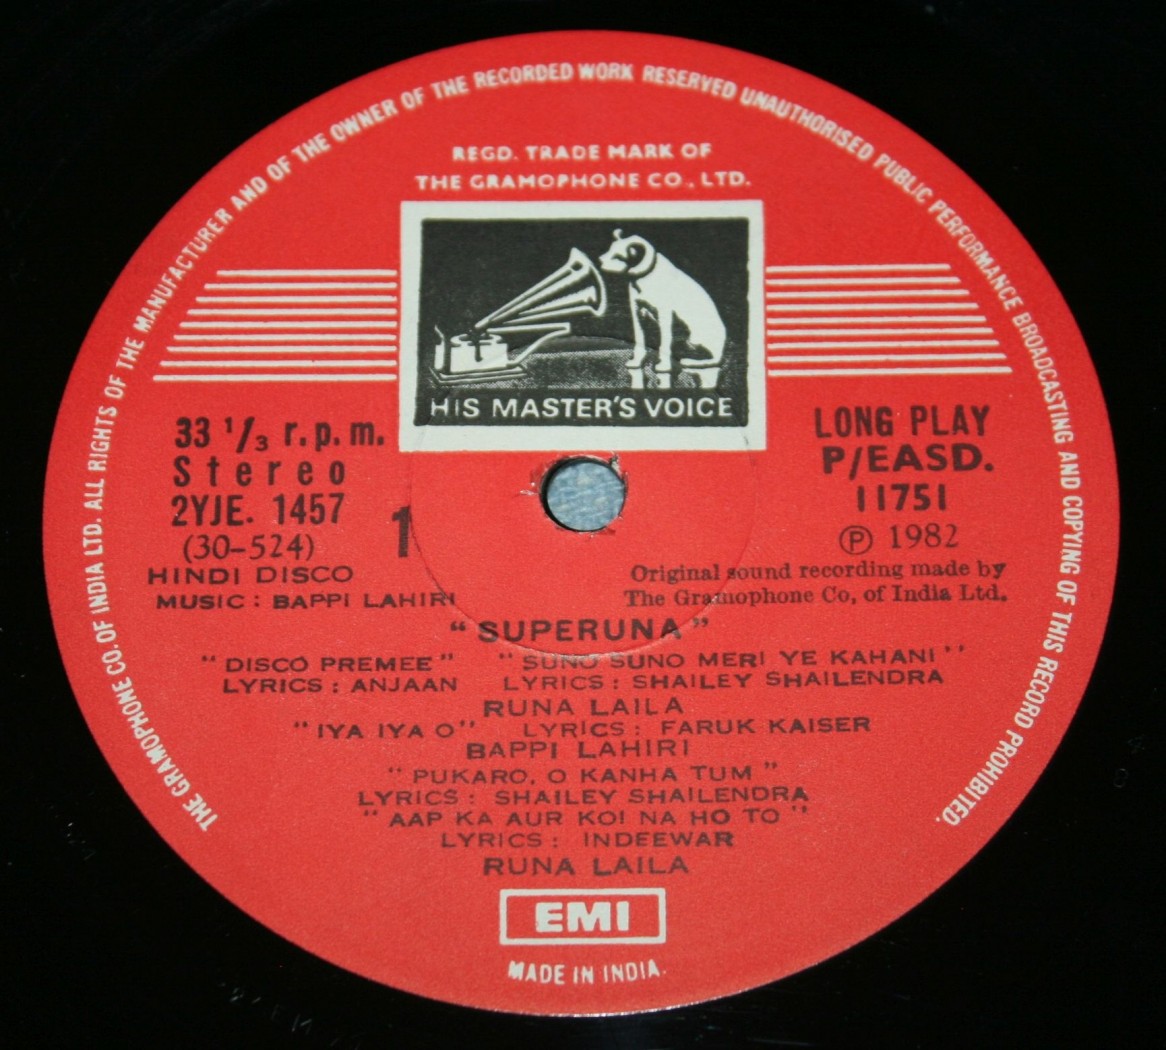 THE GRAMOPHONE CO. OF INDIA LTD. ALL RIGHTS OF THE MANUFACTURER AND OF THE OWNER OF THE RECORDED WORK RESERVED UNAUTHORISED PUBLIC PERFORMANCE BROADCASTING AND COPYING OF THIS RECORD PROHIBITED.
REGD. TRADE MARK OF
THE GRAMOPHONE CO., LTD.
HIS MASTER'S VOICE
33 1/3 r.p.m.
Stereo
2YJE. 1457
(30-524)
1
LONG PLAY
P/EASD.
11751
Ⓟ 1982
HINDI DISCO
MUSIC : BAPPI LAHIRI
Original sound recording made by
The Gramophone Co, of India Ltd.
"SUPERUNA"
"DISCO PREMEE" "SUNO SUNO MERI YE KAHANI"
LYRICS : ANJAAN LYRICS : SHAILEY SHAILENDRA
RUNA LAILA
"IYA IYA O" LYRICS : FARUK KAISER
BAPPI LAHIRI
"PUKARO, O KANHA TUM"
LYRICS : SHAILEY SHAILENDRA
"AAP KA AUR KOI NA HO TO"
LYRICS : INDEEWAR
RUNA LAILA
EMI
MADE IN INDIA.